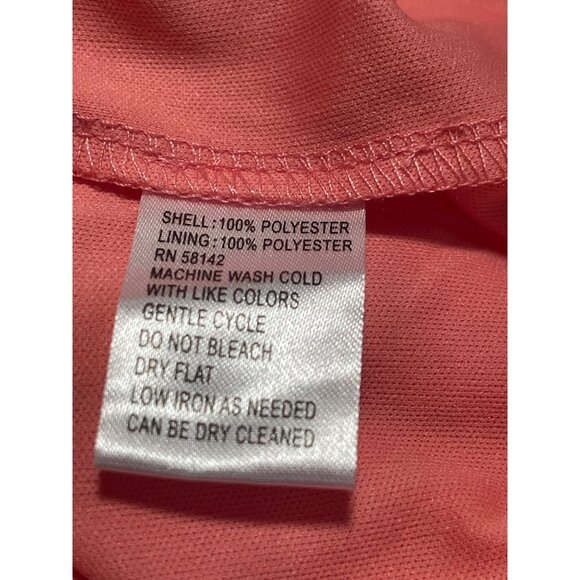 SHELL:100% POLYESTER
LINING:100% POLYESTER
RN 58142
MACHINE WASH COLD
WITH LIKE COLORS
GENTLE CYCLE
DO NOT BLEACH
DRY FLAT
LOW IRON AS NEEDED
CAN BE DRY CLEANED